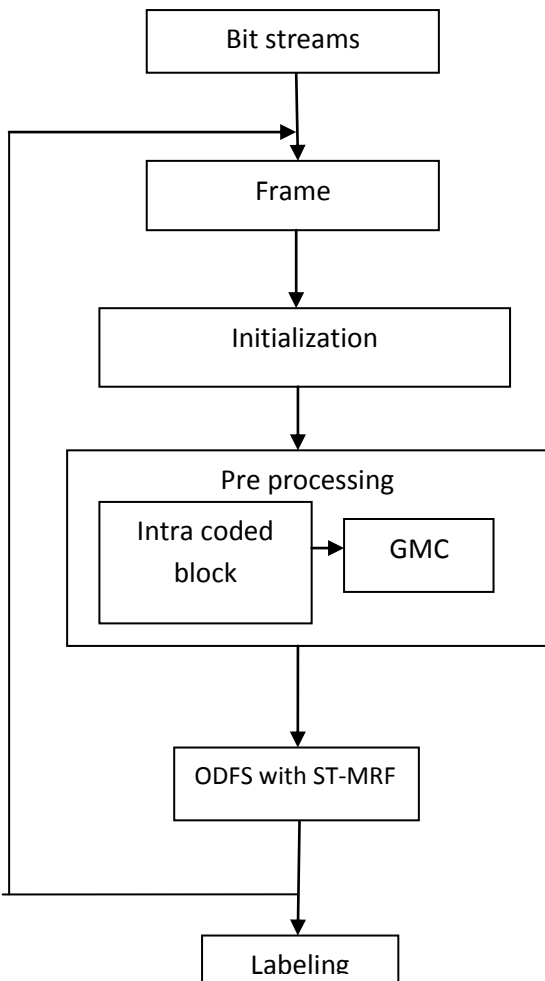 Bit streams
Frame
Initialization
Pre processing
Intra coded
block
GMC
ODFS with ST-MRF
Labeling